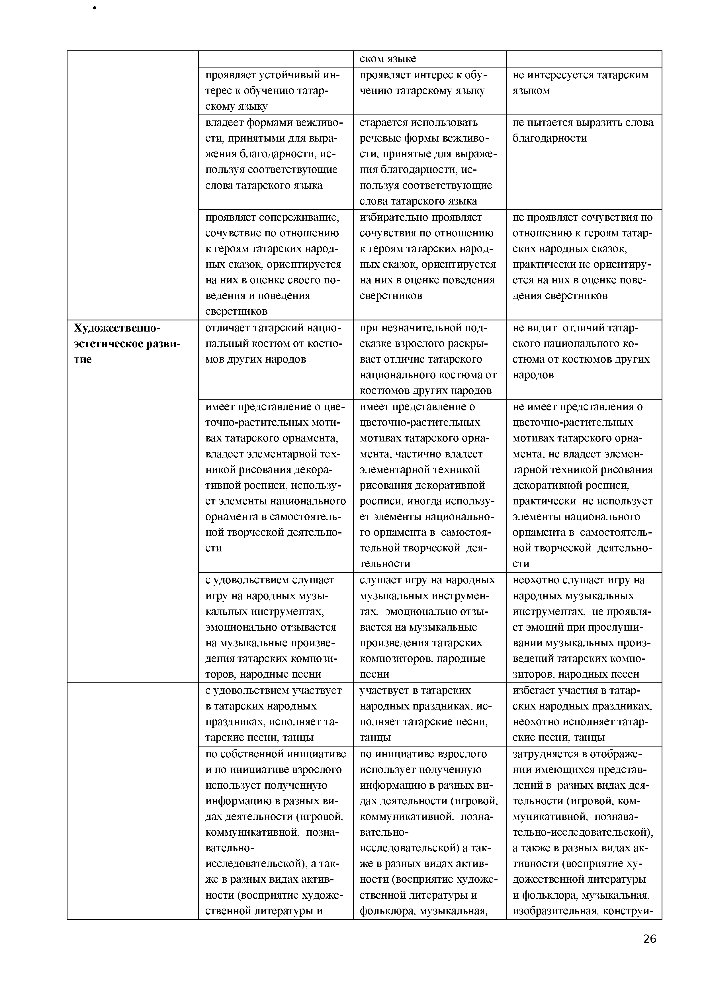 •
ском языке
проявляет устойчивый ин-
терес к обучению татар-
скому языку
проявляет интерес к обу-
чению татарскому языку
не интересуется татарским
языком
владеет формами вежливо-
сти, принятыми для выра-
жения благодарности, ис-
пользуя соответствующие
слова татарского языка
старается использовать
речевые формы вежливо-
сти, принятые для выраже-
ния благодарности, ис-
пользуя соответствующие
слова татарского языка
не пытается выразить слова
благодарности
проявляет сопереживание,
сочувствие по отношению
к героям татарских народ-
ных сказок, ориентируется
на них в оценке своего по-
ведения и поведения
сверстников
избирательно проявляет
сочувствия по отношению
к героям татарских народ-
ных сказок, ориентируется
на них в оценке поведения
сверстников
не проявляет сочувствия по
отношению к героям татар-
ских народных сказок,
практически не ориентиру-
ется на них в оценке пове-
дения сверстников
Художественно-
эстетическое разви-
тие
отличает татарский нацио-
нальный костюм от костю-
мов других народов
при незначительной под-
сказке взрослого раскры-
вает отличие татарского
национального костюма от
костюмов других народов
не видит  отличий татар-
ского национального ко-
стюма от костюмов других
народов
имеет представление о цве-
точно-растительных моти-
вах татарского орнамента,
владеет элементарной тех-
никой рисования декора-
тивной росписи, использу-
ет элементы национального
орнамента в самостоятель-
ной творческой деятельно-
сти
имеет представление о
цветочно-растительных
мотивах татарского орна-
мента, частично владеет
элементарной техникой
рисования декоративной
росписи, иногда использу-
ет элементы национально-
го орнамента в  самостоя-
тельной творческой  дея-
тельности
не имеет представления о
цветочно-растительных
мотивах татарского орна-
мента, не владеет элемен-
тарной техникой рисования
декоративной росписи,
практически  не использует
элементы национального
орнамента в  самостоятель-
ной творческой  деятельно-
сти
с удовольствием слушает
игру на народных музы-
кальных инструментах,
эмоционально отзывается
на музыкальные произве-
дения татарских компози-
торов, народные песни
слушает игру на народных
музыкальных инструмен-
тах,  эмоционально отзы-
вается на музыкальные
произведения татарских
композиторов, народные
песни
неохотно слушает игру на
народных музыкальных
инструментах,  не проявля-
ет эмоций при прослуши-
вании музыкальных произ-
ведений татарских компо-
зиторов, народных песен
с удовольствием участвует
в татарских народных
праздниках, исполняет та-
тарские песни, танцы
участвует в татарских
народных праздниках, ис-
полняет татарские песни,
танцы
избегает участия в татар-
ских народных праздниках,
неохотно исполняет татар-
ские песни, танцы
по собственной инициативе
и по инициативе взрослого
использует полученную
информацию в разных ви-
дах деятельности (игровой,
коммуникативной,  позна-
вательно-
исследовательской), а так-
же в разных видах актив-
ности (восприятие художе-
ственной литературы и
по инициативе взрослого
использует полученную
информацию в разных ви-
дах деятельности (игровой,
коммуникативной,  позна-
вательно-
исследовательской) а так-
же в разных видах актив-
ности (восприятие художе-
ственной литературы и
фольклора, музыкальная,
затрудняется в отображе-
нии имеющихся представ-
лений в  разных видах дея-
тельности (игровой, ком-
муникативной,  познава-
тельно-исследовательской),
а также в разных видах ак-
тивности (восприятие ху-
дожественной литературы
и фольклора, музыкальная,
изобразительная, конструи-
26